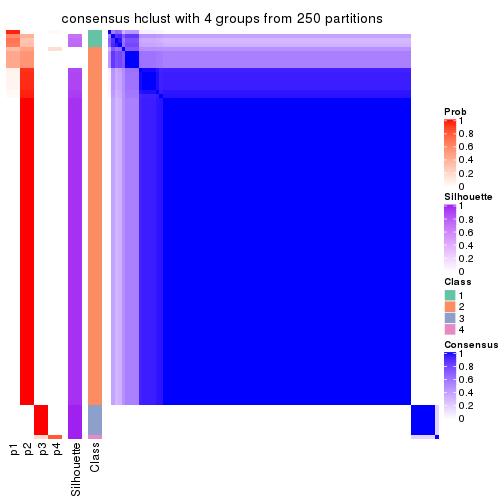 consensus hclust with 4 groups from 250 partitions
Prob
1
0.8
0.6
0.4
0.2
0
Silhouette
1
0.8
0.6
0.4
0.2
0
Class
1
2
3
4
Consensus
1
0.8
0.6
0.4
0.2
0
p1
p2
p3
p4
Silhouette
Class